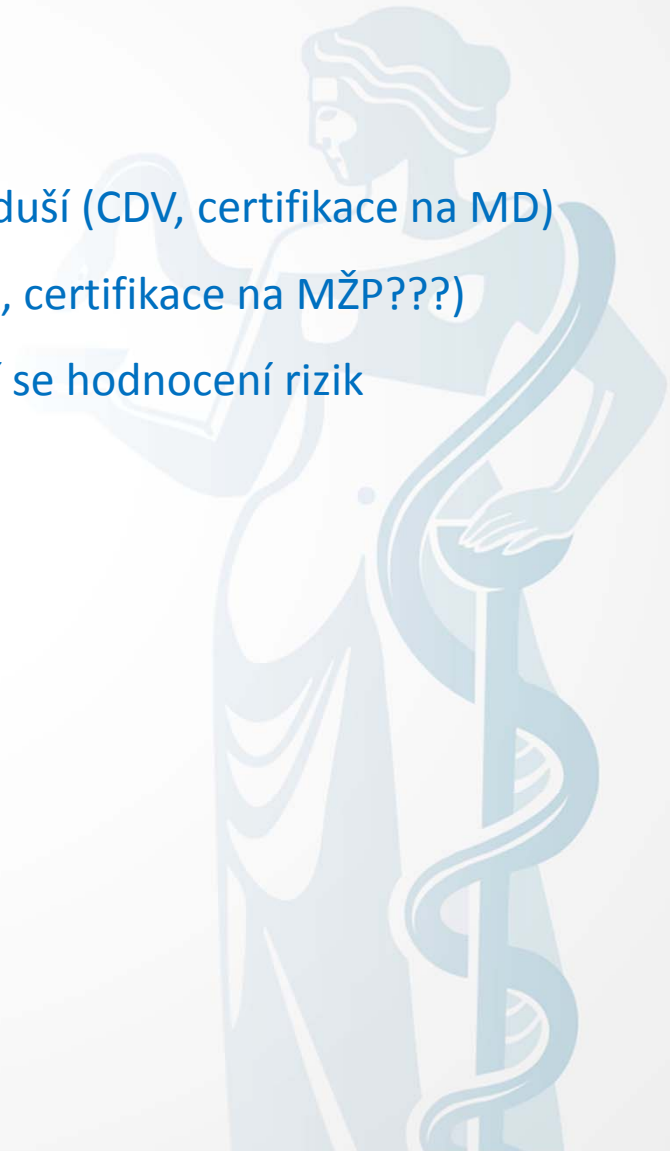 duší (CDV, certifikace na MD)
, certifikace na MŽP???)
se hodnocení rizik